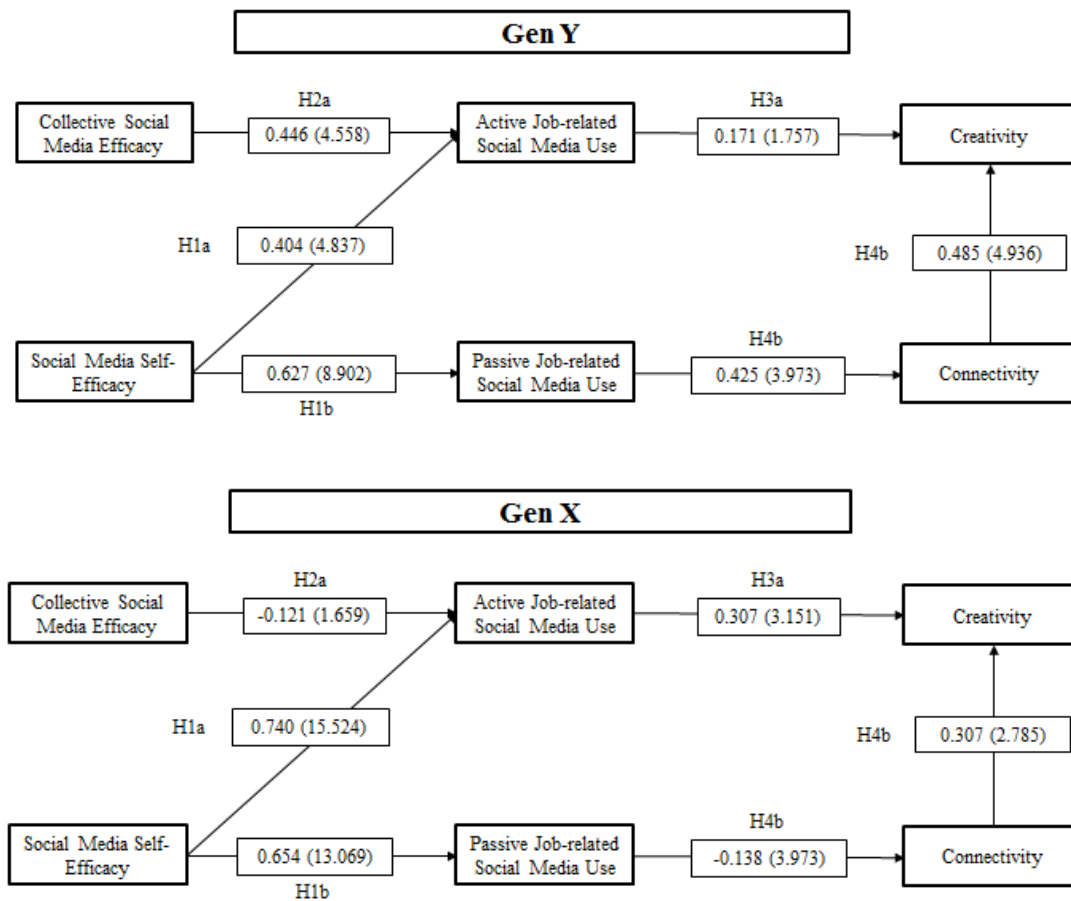 Gen Y
H2a
H3a
Collective Social
Media Efficacy
0.446 (4.558)
Active Job-related
Social Media Use
0.171 (1.757)
Creativity
H1a
0.404 (4.837)
H4b
0.485 (4.936)
H4b
Social Media Self-
Efficacy
0.627 (8.902)
Passive Job-related
Social Media Use
0.425 (3.973)
Connectivity
H1b
Gen X
H2a
H3a
Collective Social
Media Efficacy
-0.121 (1.659)
Active Job-related
Social Media Use
0.307 (3.151)
Creativity
H1a
0.740 (15.524)
H4b
0.307 (2.785)
H4b
Social Media Self-
Efficacy
0.654 (13.069)
Passive Job-related
Social Media Use
-0.138 (3.973)
Connectivity
H1b